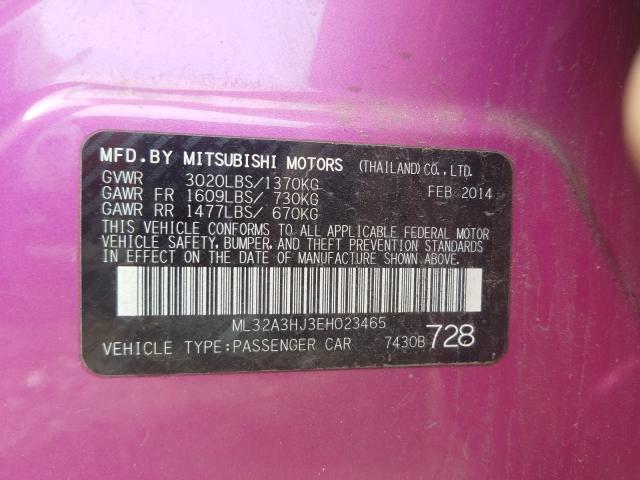 MFD. BY MITSUBISHI MOTORS (THAILAND) CO., LTD.
GVWR 3020LBS/1370KG FEB 2014
GAWR FR 1609LBS/ 730KG
GAWR RR 1477LBS/ 670KG
THIS VEHICLE CONFORMS TO ALL APPLICABLE FEDERAL MOTOR
VEHICLE SAFETY, BUMPER, AND THEFT PREVENTION STANDARDS
IN EFFECT ON THE DATE OF MANUFACTURE SHOWN ABOVE.
ML32A3HJ3EH023465
VEHICLE TYPE:PASSENGER CAR 7430B 728